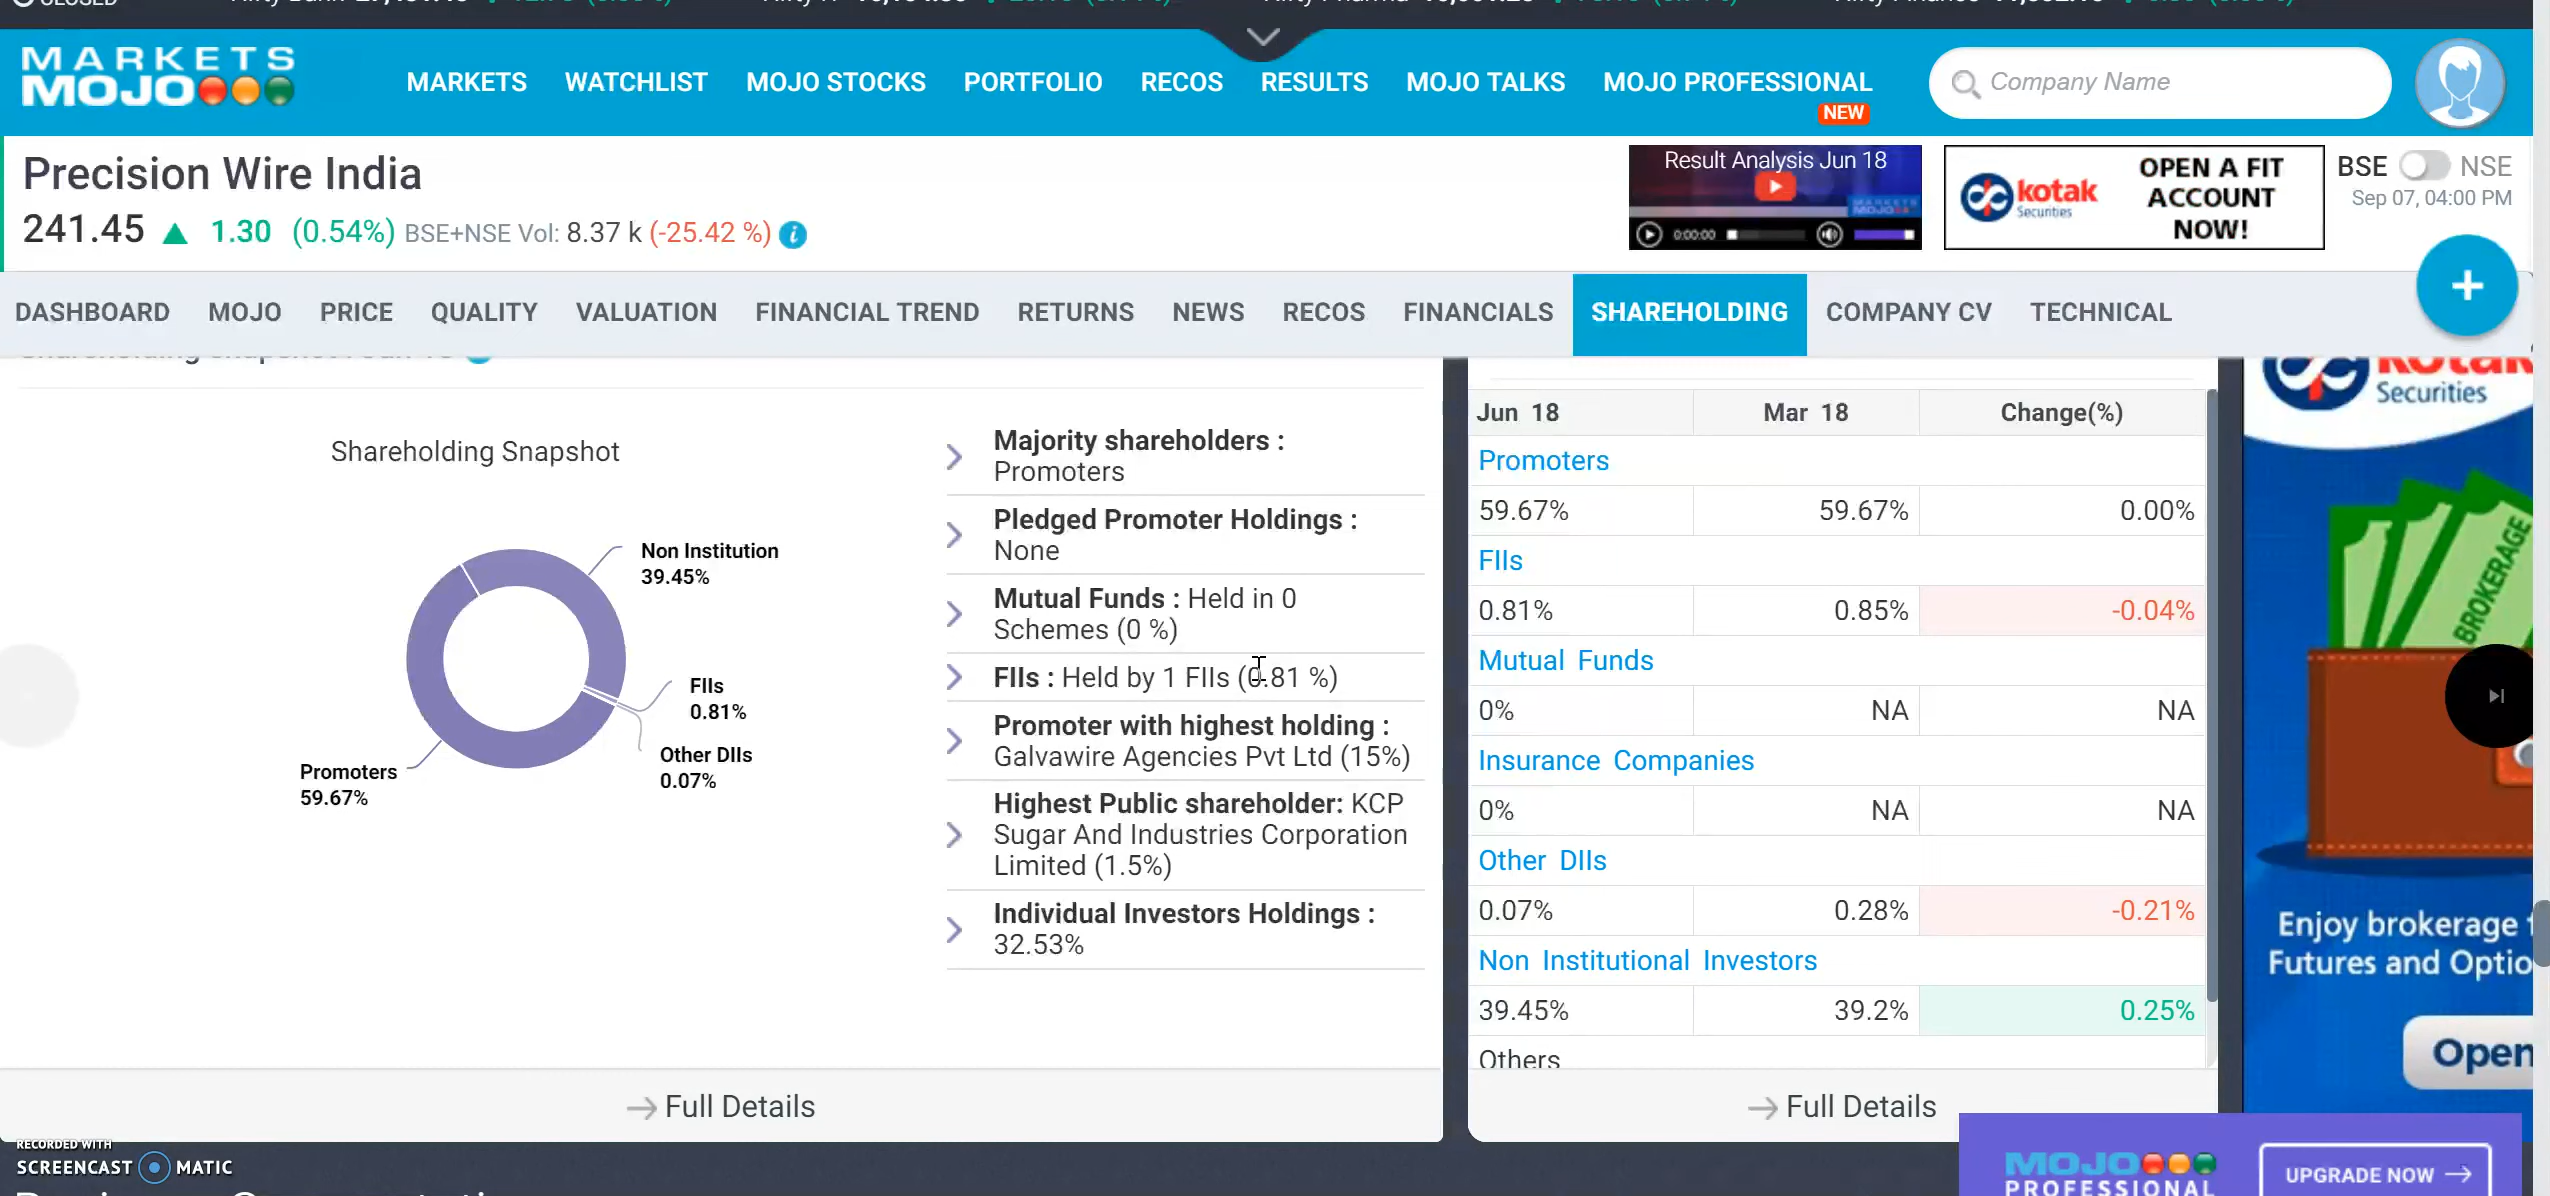 CLOSED
MARKETS
MOJO
MARKETS WATCHLIST MOJO STOCKS PORTFOLIO RECOS RESULTS MOJO TALKS MOJO PROFESSIONAL
NEW
Company Name
Precision Wire India
241.45 ▲ 1.30 (0.54%) BSE+NSE Vol: 8.37 k (-25.42 %) i
Result Analysis Jun 18
0:00:00
kotak
Securities
OPEN A FIT
ACCOUNT
NOW!
BSE NSE
Sep 07, 04:00 PM
+
DASHBOARD MOJO PRICE QUALITY VALUATION FINANCIAL TREND RETURNS NEWS RECOS FINANCIALS SHAREHOLDING COMPANY CV TECHNICAL
Shareholding Snapshot
Non Institution
39.45%
FIIs
0.81%
Other DIIs
0.07%
Promoters
59.67%
Majority shareholders :
Promoters
Pledged Promoter Holdings :
None
Mutual Funds : Held in 0
Schemes (0 %)
FIIs : Held by 1 FIIs (0.81 %)
Promoter with highest holding :
Galvawire Agencies Pvt Ltd (15%)
Highest Public shareholder: KCP
Sugar And Industries Corporation
Limited (1.5%)
Individual Investors Holdings :
32.53%
→ Full Details
Jun 18 Mar 18 Change(%)
Promoters
59.67% 59.67% 0.00%
FIIs
0.81% 0.85% -0.04%
Mutual Funds
0% NA NA
Insurance Companies
0% NA NA
Other DIIs
0.07% 0.28% -0.21%
Non Institutional Investors
39.45% 39.2% 0.25%
Others
→ Full Details
kotak
Securities
BROKERAGE
Enjoy brokerage
Futures and Optio
Open
RECORDED WITH
SCREENCAST MATIC
MOJO
PROFESSIONAL
UPGRADE NOW →